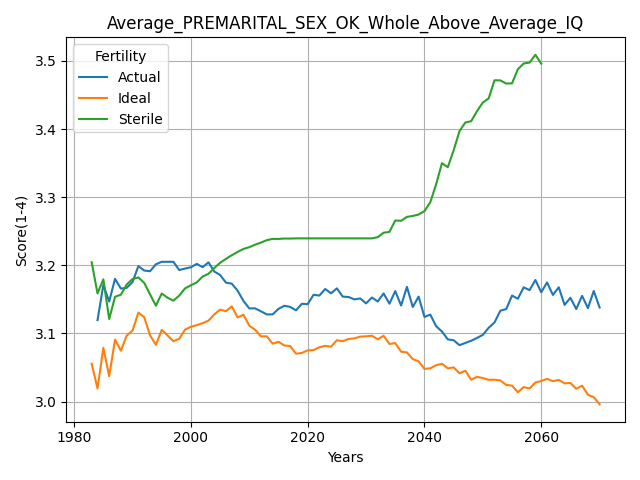 Average_PREMARITAL_SEX_OK_Whole_Above_Average_IQ
Fertility
Actual
Ideal
Sterile
3.5
3.4
3.3
3.2
3.1
3.0
Score(1-4)
1980
2000
2020
2040
2060
Years